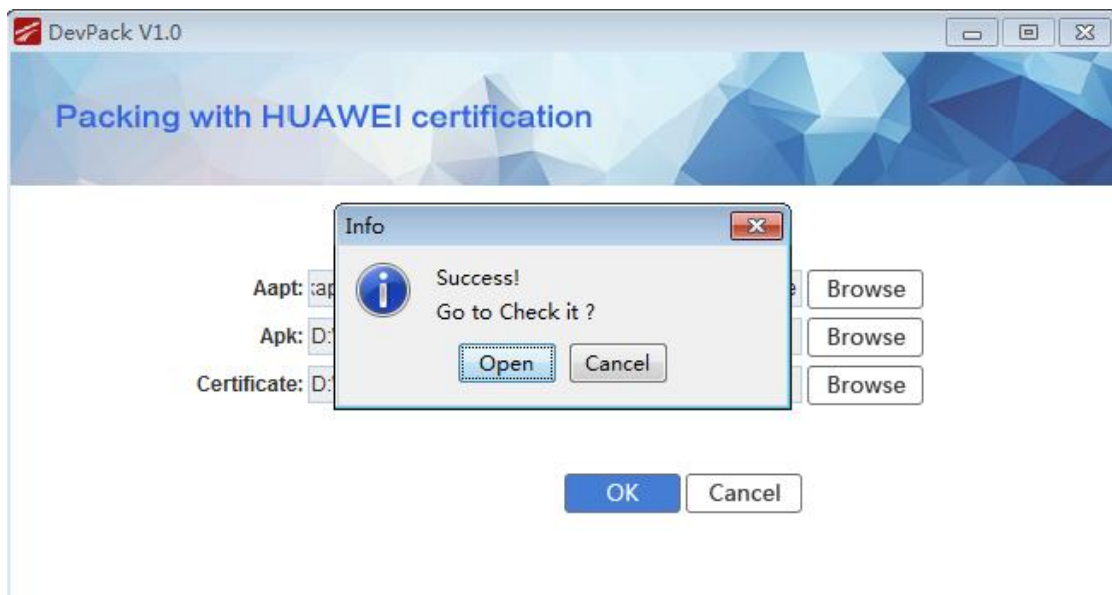 DevPack V1.0
Packing with HUAWEI certification
Info
Success!
Go to Check it ?
Open Cancel
Aapt: Browse
Apk: D: Browse
Certificate: D: Browse
OK Cancel